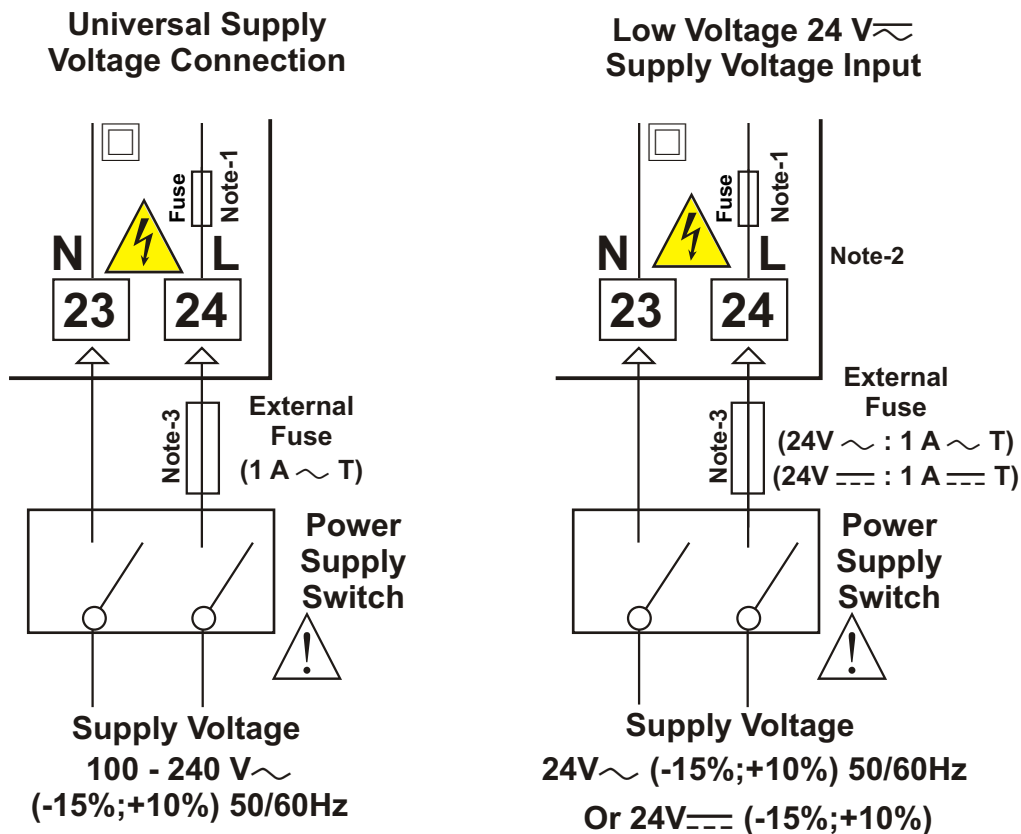 Universal Supply
Voltage Connection
Fuse
Note-1
N
L
23
24
Note-3
External
Fuse
(1 A ~ T)
Power
Supply
Switch
!
Supply Voltage
100 - 240 V~
(-15%;+10%) 50/60Hz
Low Voltage 24 V⎓~
Supply Voltage Input
Fuse
Note-1
N
L
Note-2
23
24
Note-3
External
Fuse
(24V ~ : 1 A ~ T)
(24V ⎓ : 1 A ⎓ T)
Power
Supply
Switch
!
Supply Voltage
24V~ (-15%;+10%) 50/60Hz
Or 24V⎓ (-15%;+10%)